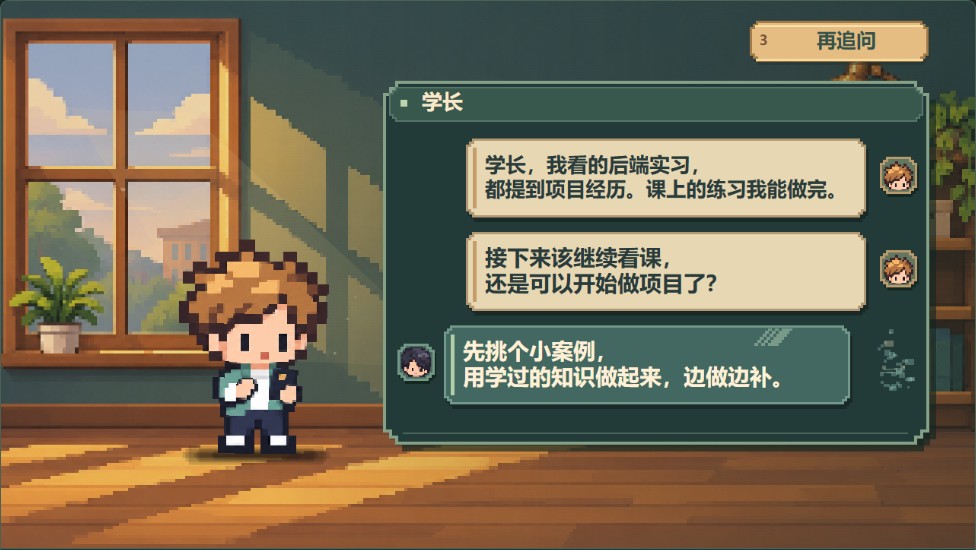 3 再追问
学长
学长，我看的后端实习，
都提到项目经历。课上的练习我能做完。
接下来该继续看课，
还是可以开始做项目了？
先挑个小案例，
用学过的知识做起来，边做边补。